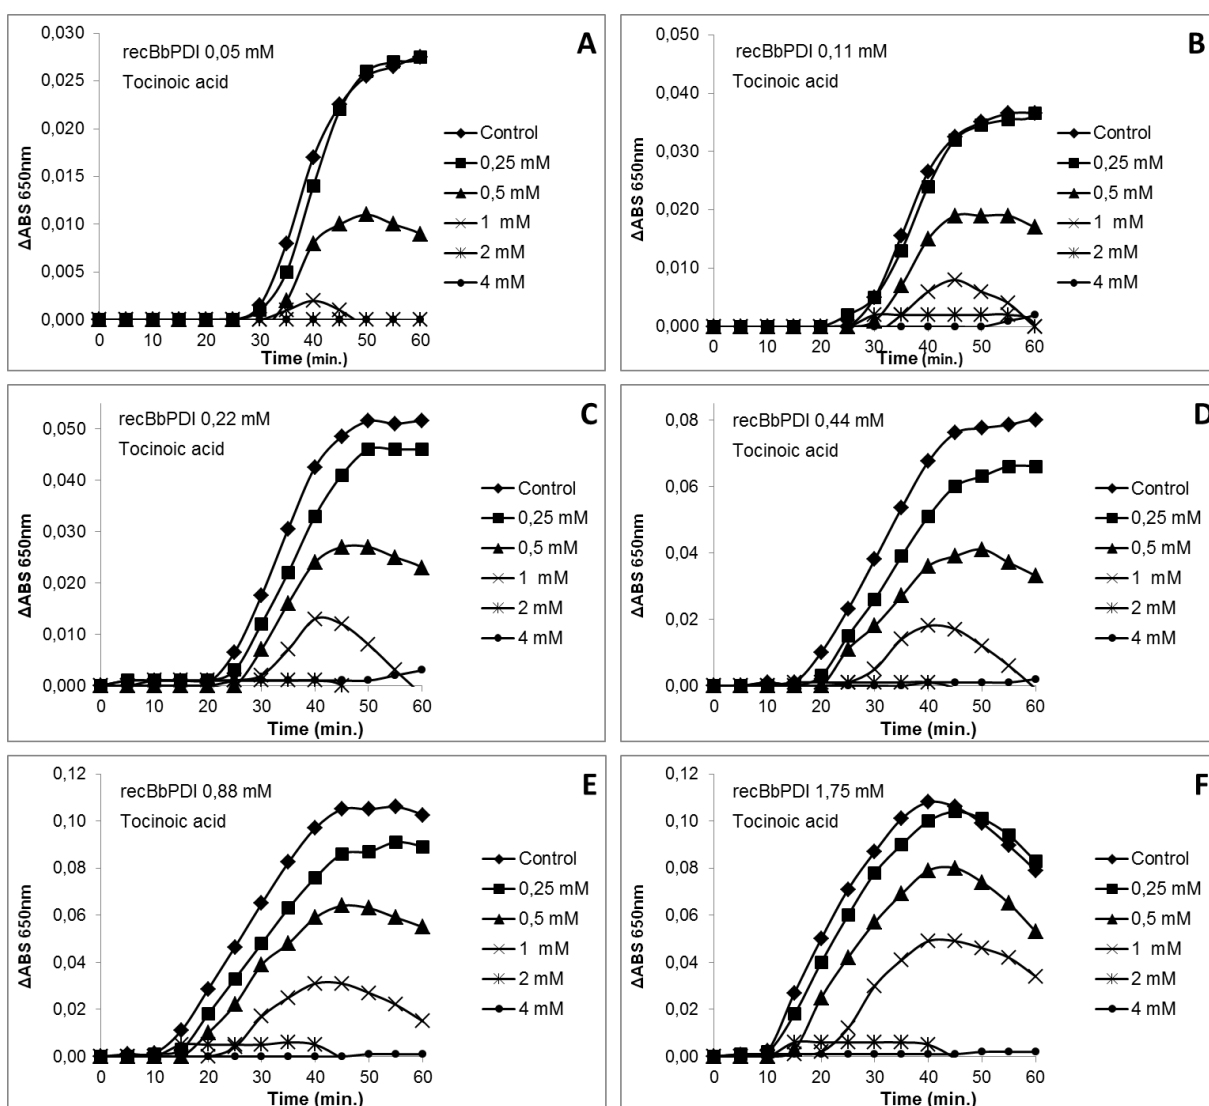 A
recBbPDI 0,05 mM
Tocinoic acid
ΔABS 650nm
0,030
0,025
0,020
0,015
0,010
0,005
0,000
0 10 20 30 40 50 60
Time (min.)
Control
0,25 mM
0,5 mM
1 mM
2 mM
4 mM
B
recBbPDI 0,11 mM
Tocinoic acid
ΔABS 650nm
0,050
0,040
0,030
0,020
0,010
0,000
0 10 20 30 40 50 60
Time (min.)
Control
0,25 mM
0,5 mM
1 mM
2 mM
4 mM
C
recBbPDI 0,22 mM
Tocinoic acid
ΔABS 650nm
0,050
0,040
0,030
0,020
0,010
0,000
0 10 20 30 40 50 60
Time (min.)
Control
0,25 mM
0,5 mM
1 mM
2 mM
4 mM
D
recBbPDI 0,44 mM
Tocinoic acid
ΔABS 650nm
0,08
0,06
0,04
0,02
0,00
0 10 20 30 40 50 60
Time (min.)
Control
0,25 mM
0,5 mM
1 mM
2 mM
4 mM
E
recBbPDI 0,88 mM
Tocinoic acid
ΔABS 650nm
0,12
0,10
0,08
0,06
0,04
0,02
0,00
0 10 20 30 40 50 60
Time (min.)
Control
0,25 mM
0,5 mM
1 mM
2 mM
4 mM
F
recBbPDI 1,75 mM
Tocinoic acid
ΔABS 650nm
0,12
0,10
0,08
0,06
0,04
0,02
0,00
0 10 20 30 40 50 60
Time (min.)
Control
0,25 mM
0,5 mM
1 mM
2 mM
4 mM